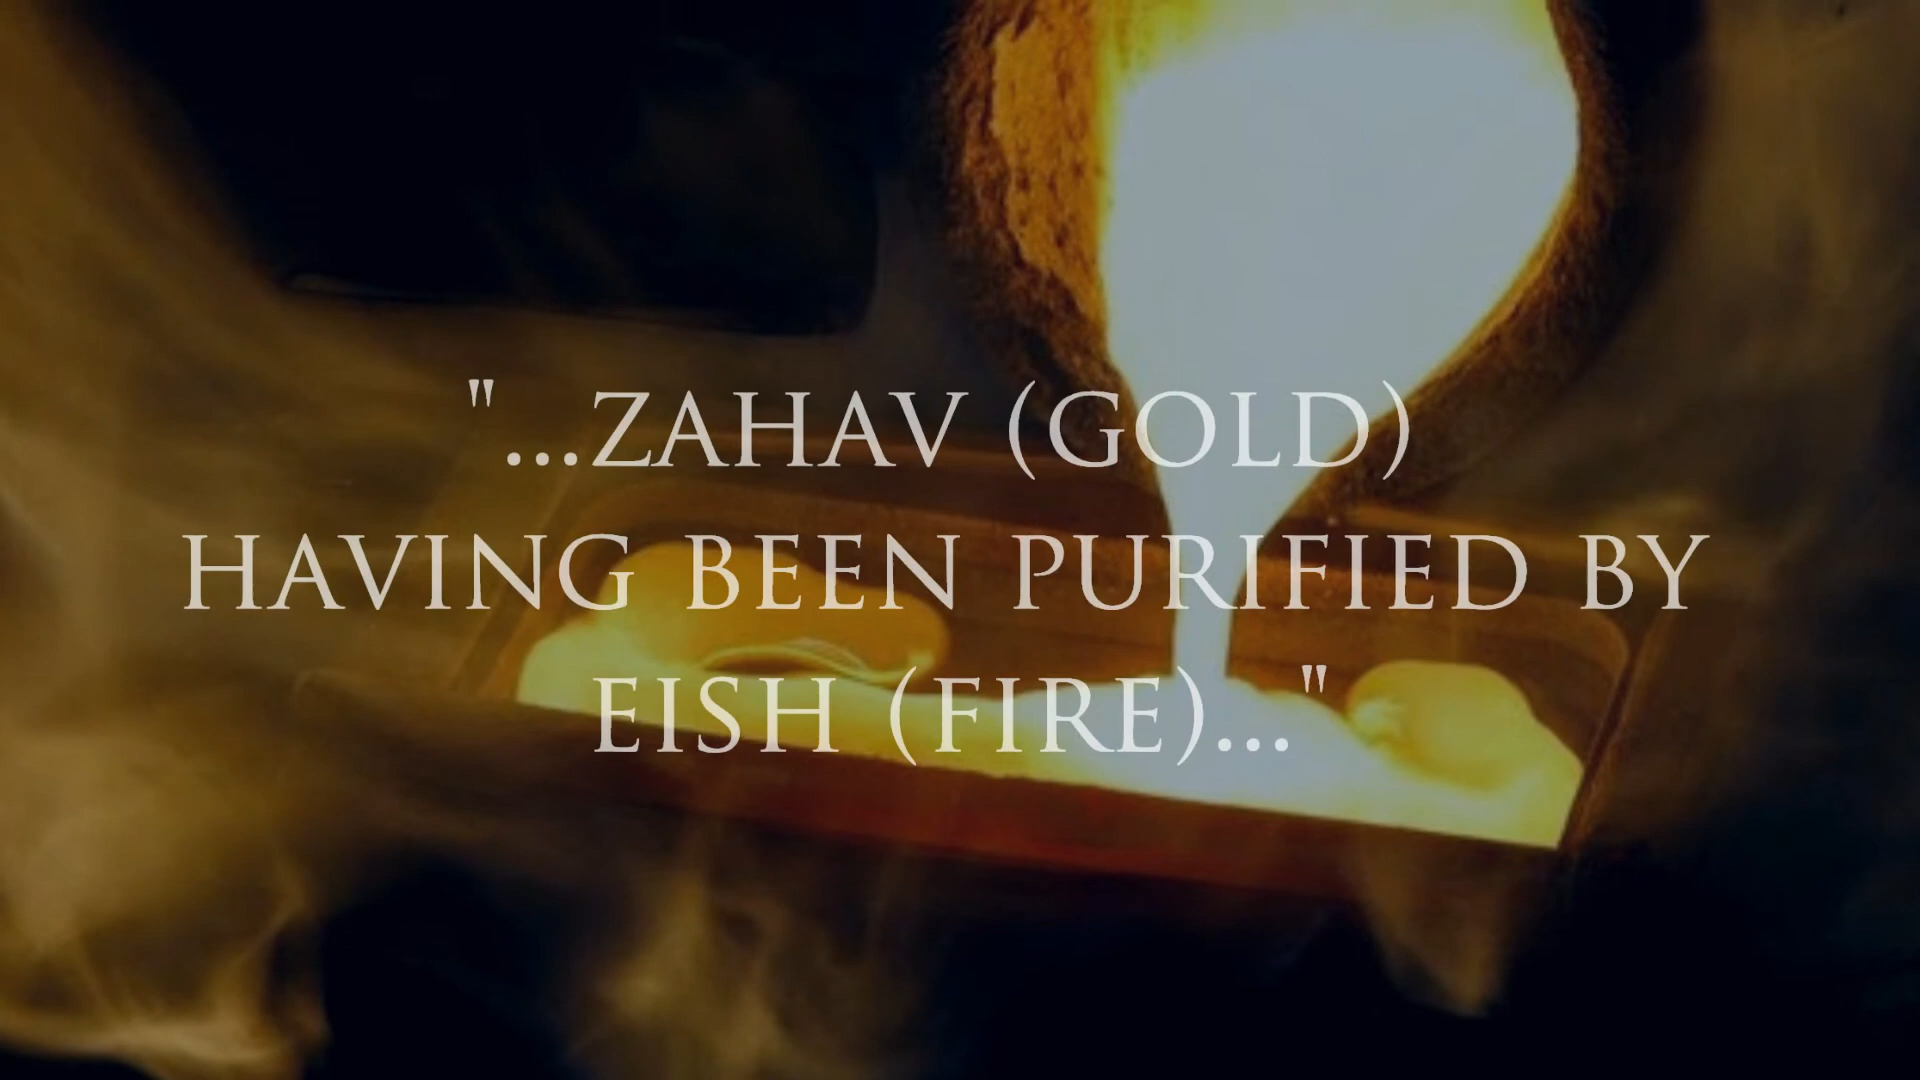 "...ZAHAV (GOLD)
HAVING BEEN PURIFIED BY
EISH (FIRE)..."